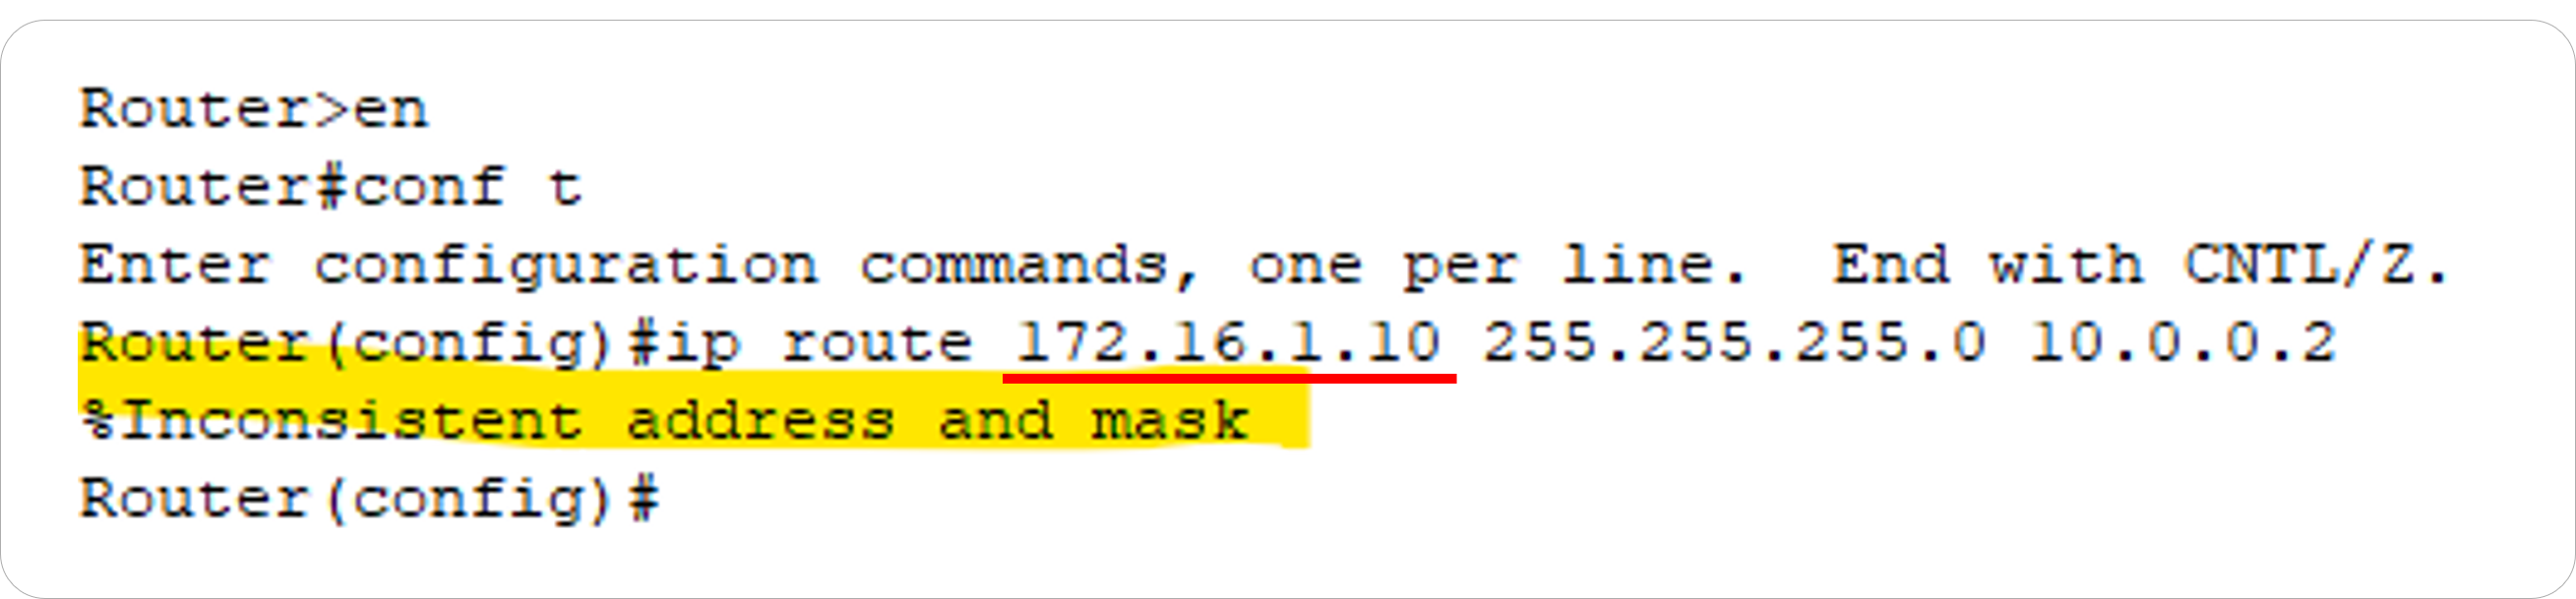 Router>en
Router#conf t
Enter configuration commands, one per line.  End with CNTL/Z.
Router(config)#ip route 172.16.1.10 255.255.255.0 10.0.0.2
%Inconsistent address and mask
Router(config)#